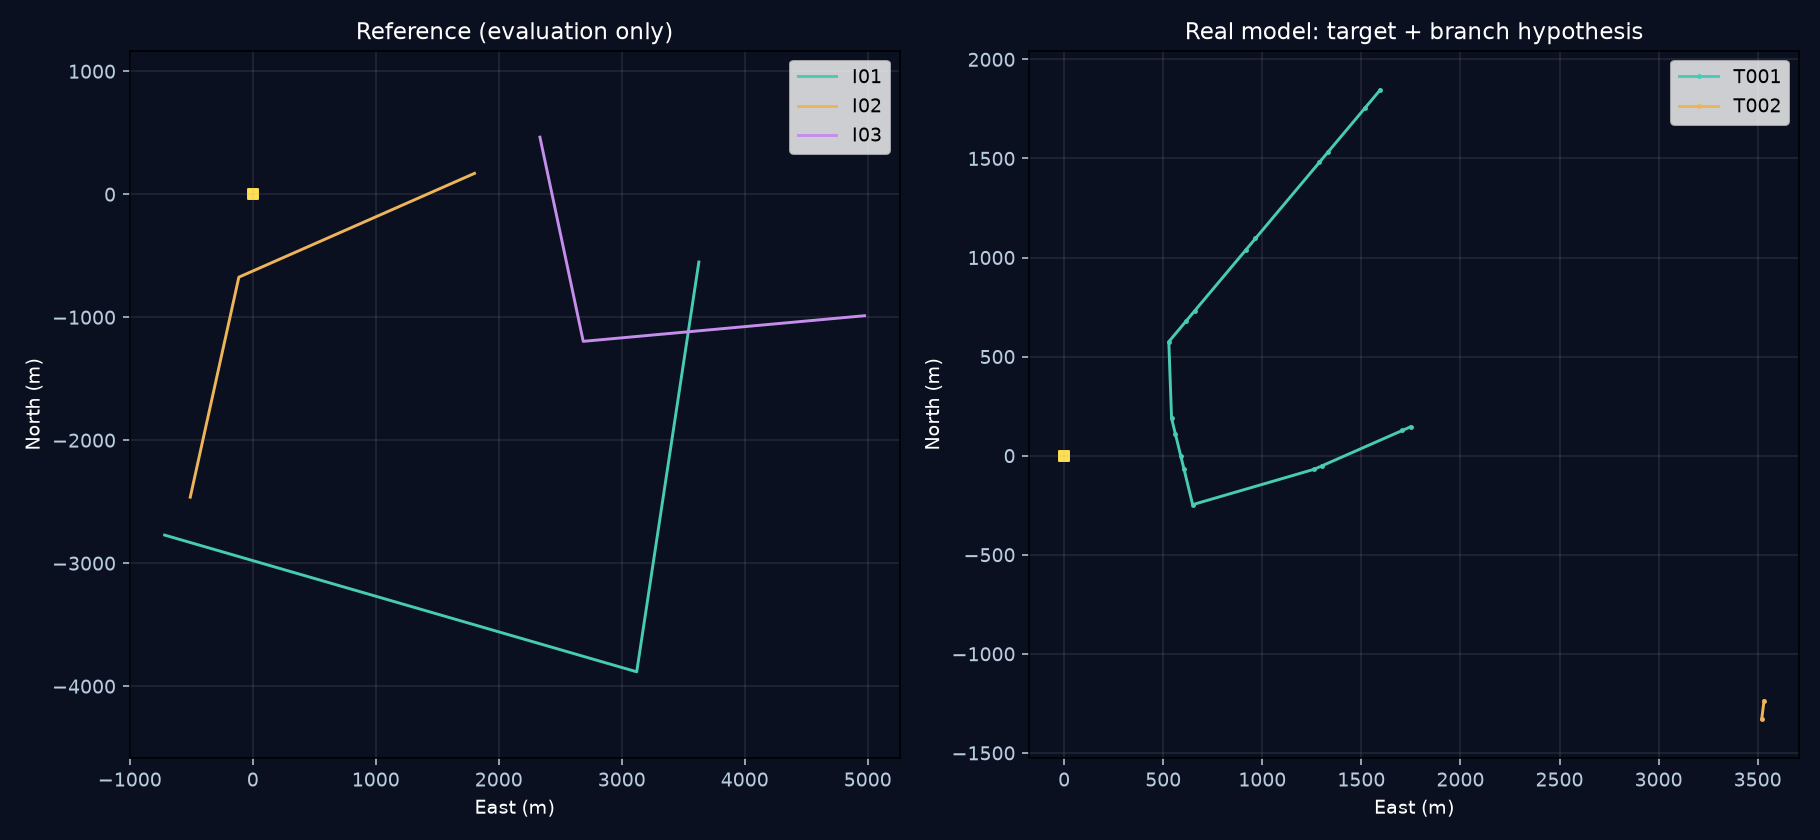 Reference (evaluation only)
1000
0
−1000
−2000
−3000
−4000
North (m)
−1000
0
1000
2000
3000
4000
5000
East (m)
I01
I02
I03
Real model: target + branch hypothesis
2000
1500
1000
500
0
−500
−1000
−1500
North (m)
0
500
1000
1500
2000
2500
3000
3500
East (m)
T001
T002